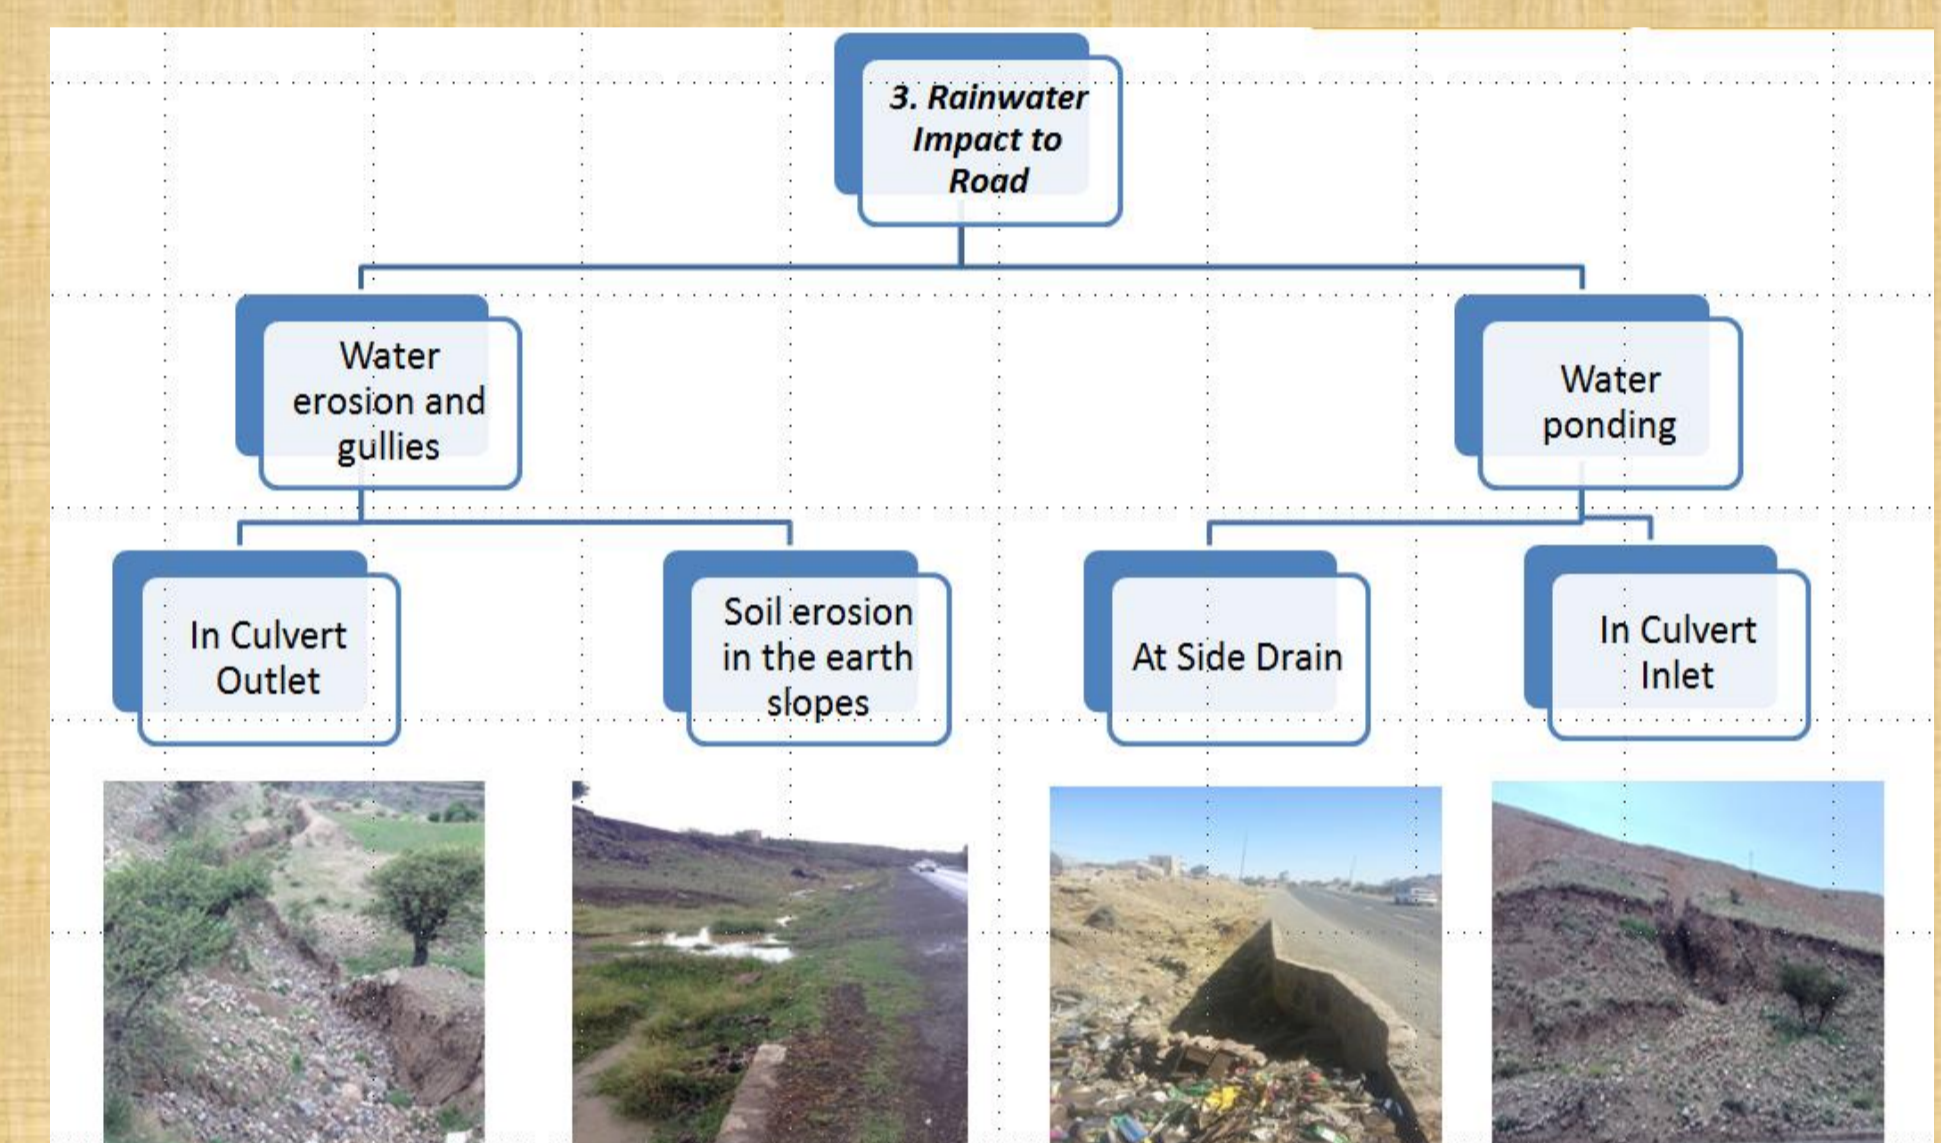 3. Rainwater
Impact to
Road
Water
erosion and
gullies
Water
ponding
In Culvert
Outlet
Soil erosion
in the earth
slopes
At Side Drain
In Culvert
Inlet